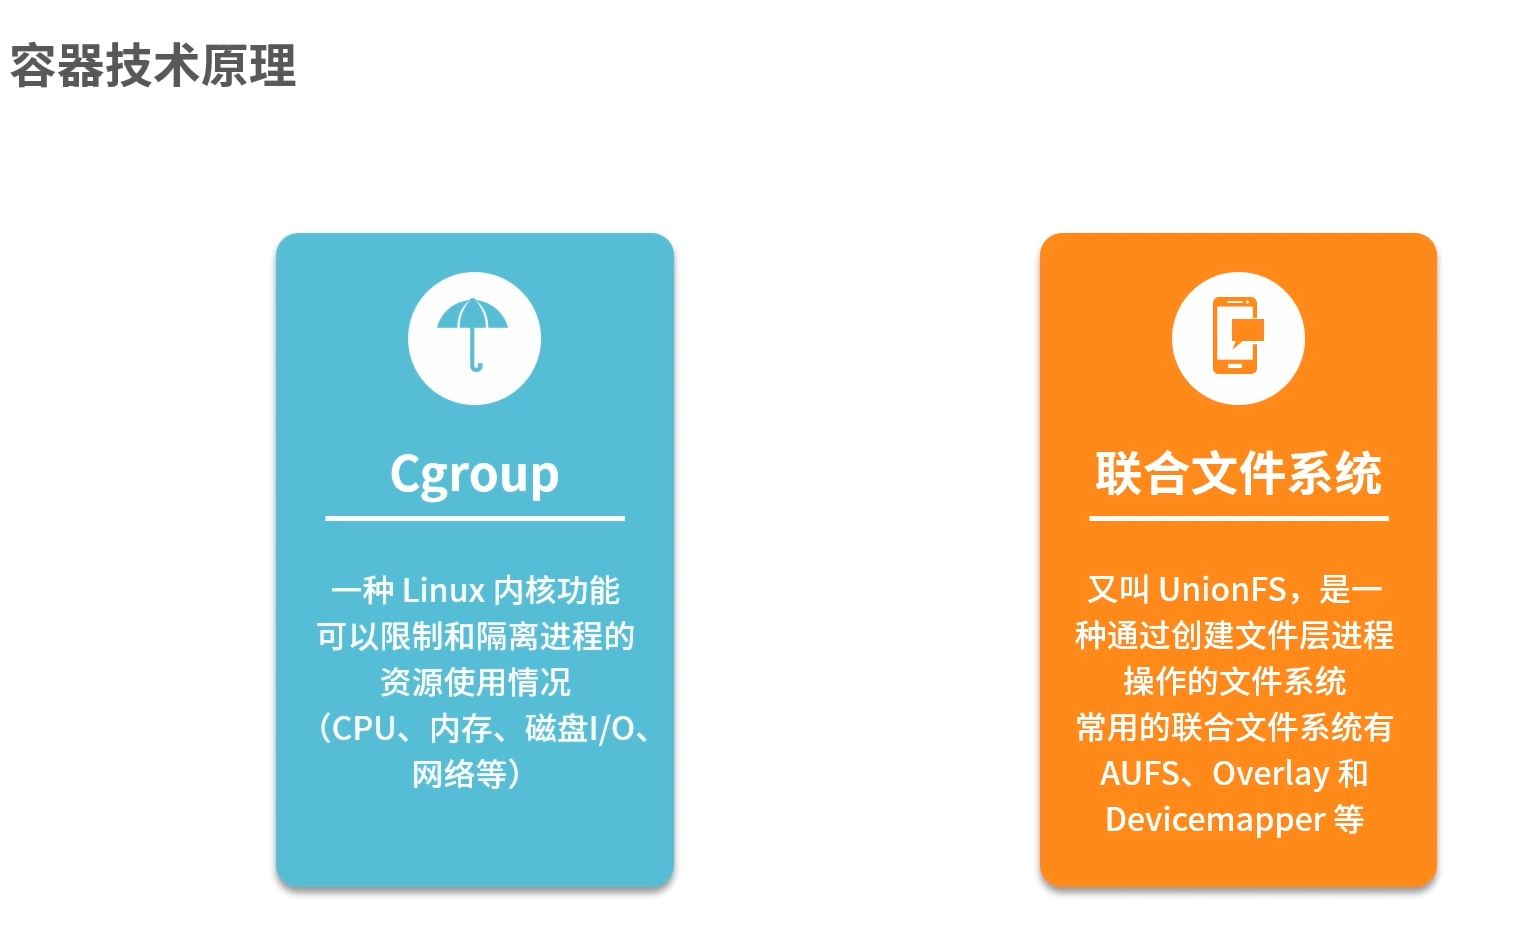 容器技术原理
Cgroup
一种 Linux 内核功能
可以限制和隔离进程的
资源使用情况
（CPU、内存、磁盘I/O、
网络等）
联合文件系统
又叫 UnionFS，是一
种通过创建文件层进程
操作的文件系统
常用的联合文件系统有
AUFS、Overlay 和
Devicemapper 等